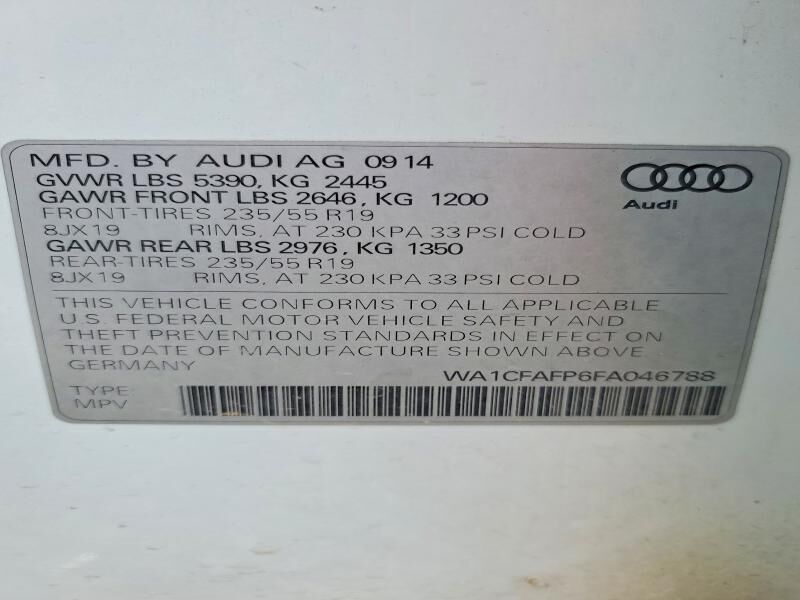 MFD. BY AUDI AG 09 14
GVWR LBS 5390, KG 2445
GAWR FRONT LBS 2646, KG 1200
FRONT-TIRES 235/55 R19
8JX19 RIMS, AT 230 KPA 33 PSI COLD
GAWR REAR LBS 2976, KG 1350
REAR-TIRES 235/55 R19
8JX19 RIMS, AT 230 KPA 33 PSI COLD
Audi
THIS VEHICLE CONFORMS TO ALL APPLICABLE
U.S. FEDERAL MOTOR VEHICLE SAFETY AND
THEFT PREVENTION STANDARDS IN EFFECT ON
THE DATE OF MANUFACTURE SHOWN ABOVE.
GERMANY WA1CFAFP6FA046788
TYPE:
MPV